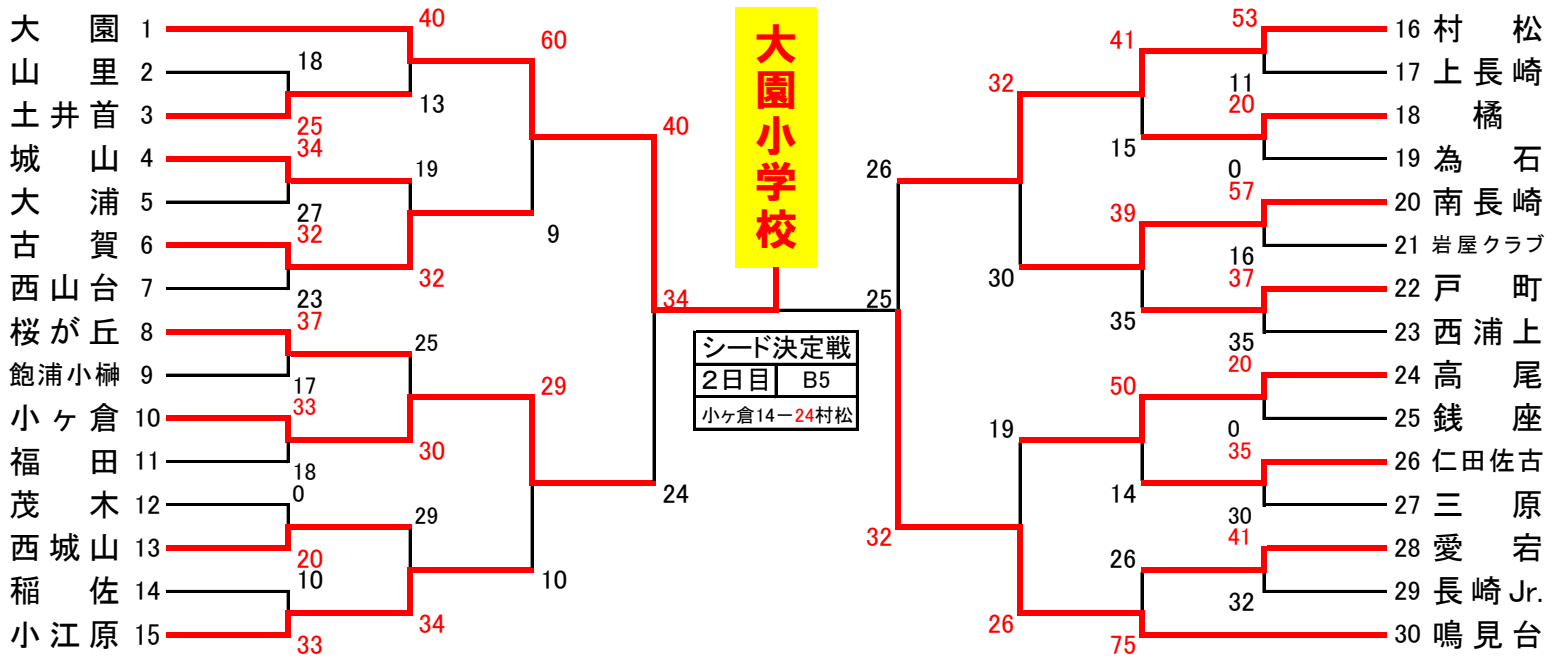 大園 1
山里 2
土井首 3
城山 4
大浦 5
古賀 6
西山台 7
桜が丘 8
飽浦小榊 9
小ヶ倉 10
福田 11
茂木 12
西城山 13
稲佐 14
小江原 15
18
25
34
27
32
23
37
17
33
18
0
20
10
33
40
13
19
32
25
30
29
34
60
9
29
10
40
24
34
大園小学校
25
シード決定戦
2日目 B5
小ヶ倉14－24村松
26
32
32
30
19
26
41
15
39
35
50
14
26
75
53
11
20
0
57
16
37
35
20
0
35
30
41
32
16 村松
17 上長崎
18 橘
19 為石
20 南長崎
21 岩屋クラブ
22 戸町
23 西浦上
24 高尾
25 銭座
26 仁田佐古
27 三原
28 愛宕
29 長崎Jr.
30 鳴見台